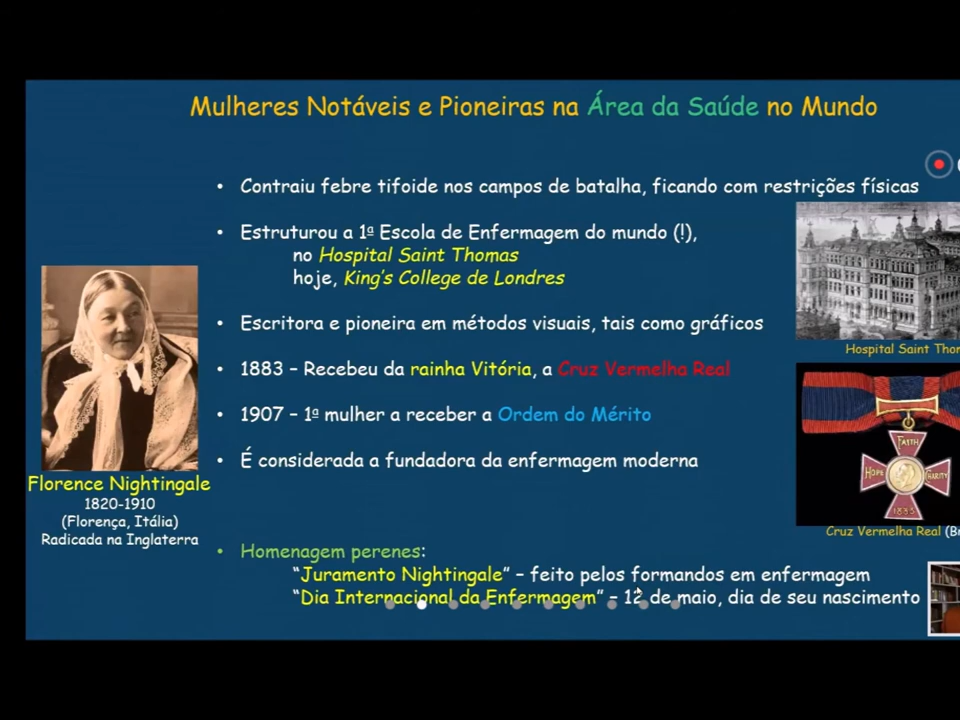 Mulheres Notáveis e Pioneiras na Área da Saúde no Mundo
• Contraiu febre tifoide nos campos de batalha, ficando com restrições físicas
• Estruturou a 1ª Escola de Enfermagem do mundo (!),
no Hospital Saint Thomas
hoje, King's College de Londres
• Escritora e pioneira em métodos visuais, tais como gráficos
• 1883 – Recebeu da rainha Vitória, a Cruz Vermelha Real
• 1907 – 1ª mulher a receber a Ordem do Mérito
• É considerada a fundadora da enfermagem moderna
Florence Nightingale
1820-1910
(Florença, Itália)
Radicada na Inglaterra
• Homenagem perenes:
"Juramento Nightingale" – feito pelos formandos em enfermagem
"Dia Internacional da Enfermagem" – 12 de maio, dia de seu nascimento
Hospital Saint Thom
FAITH
HOPE
CHARITY
1883
Cruz Vermelha Real (B